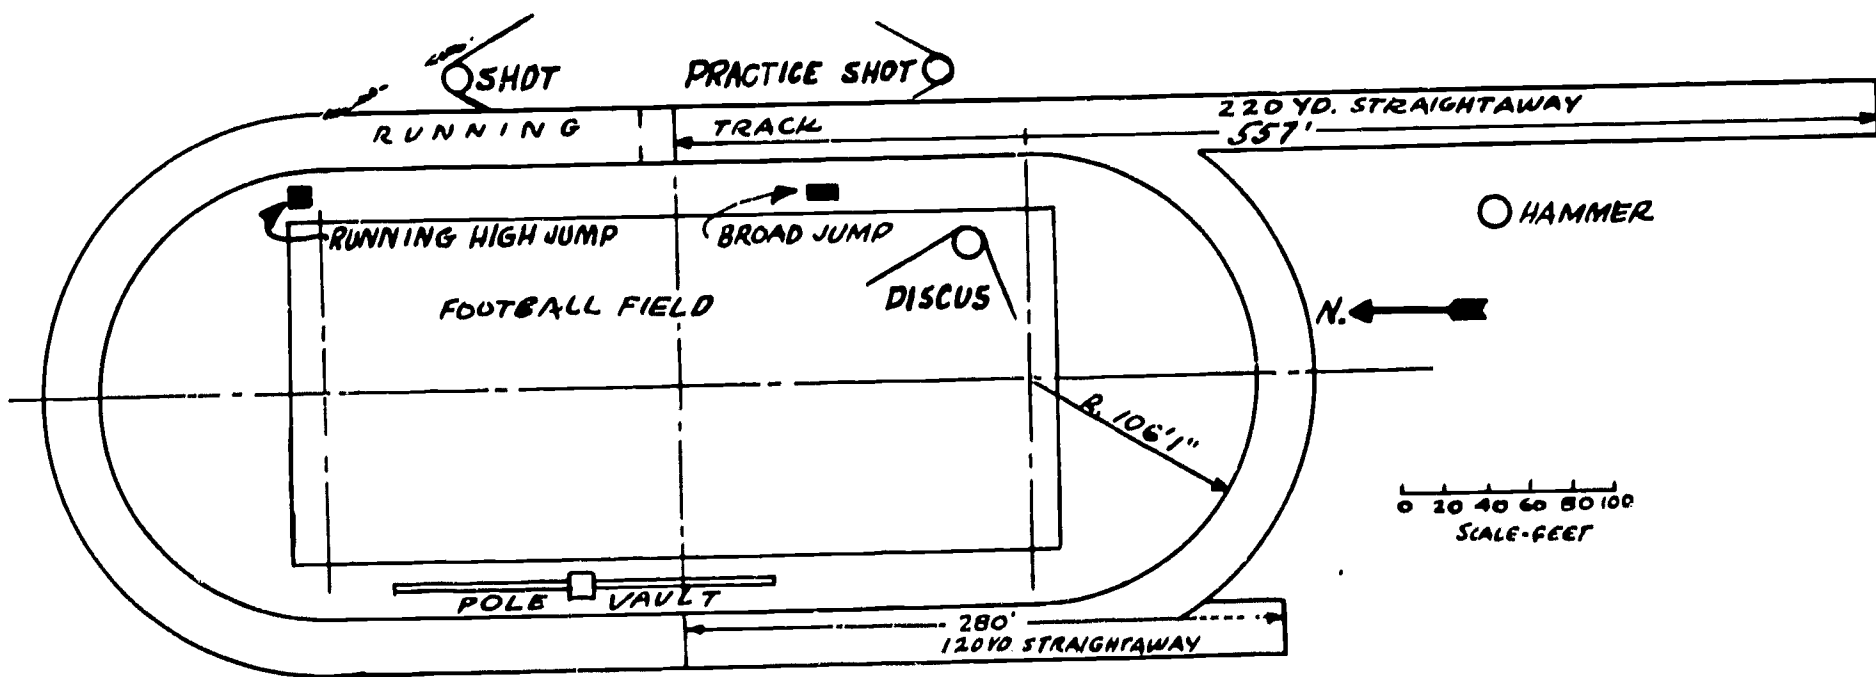 SHOT
PRACTICE SHOT
220 YD. STRAIGHTAWAY
RUNNING TRACK
557'
HAMMER
RUNNING HIGH JUMP
BROAD JUMP
DISCUS
FOOTBALL FIELD
N.
R. 106'1"
0 20 40 60 80 100
SCALE-FEET
POLE VAULT
280'
120 YD. STRAIGHTAWAY